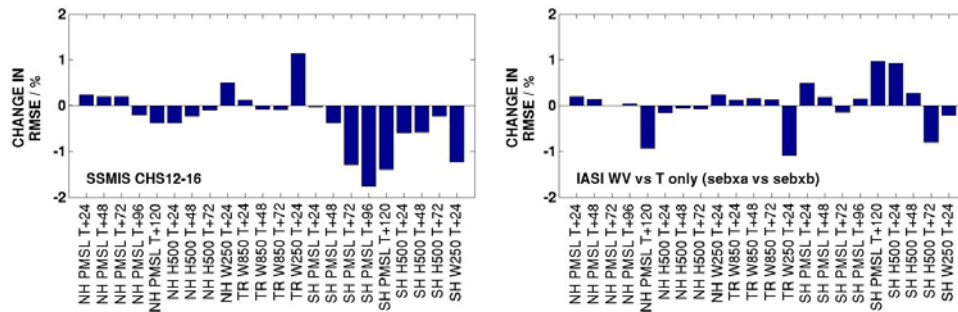 2
1
0
-1
-2
CHANGE IN
RMSE / %
SSMIS CHS12-16
NH PMSL T+24
NH PMSL T+48
NH PMSL T+72
NH PMSL T+96
NH PMSL T+120
NH H500 T+24
NH H500 T+48
NH H500 T+72
NH W250 T+24
TR W850 T+24
TR W850 T+48
TR W850 T+72
TR W250 T+24
SH PMSL T+24
SH PMSL T+48
SH PMSL T+72
SH PMSL T+96
SH PMSL T+120
SH H500 T+24
SH H500 T+48
SH H500 T+72
SH W250 T+24
2
1
0
-1
-2
CHANGE IN
RMSE / %
IASI WV vs T only (sebxa vs sebxb)
NH PMSL T+24
NH PMSL T+48
NH PMSL T+72
NH PMSL T+96
NH PMSL T+120
NH H500 T+24
NH H500 T+48
NH H500 T+72
NH W250 T+24
TR W850 T+24
TR W850 T+48
TR W850 T+72
TR W250 T+24
SH PMSL T+24
SH PMSL T+48
SH PMSL T+72
SH PMSL T+96
SH PMSL T+120
SH H500 T+24
SH H500 T+48
SH H500 T+72
SH W250 T+24